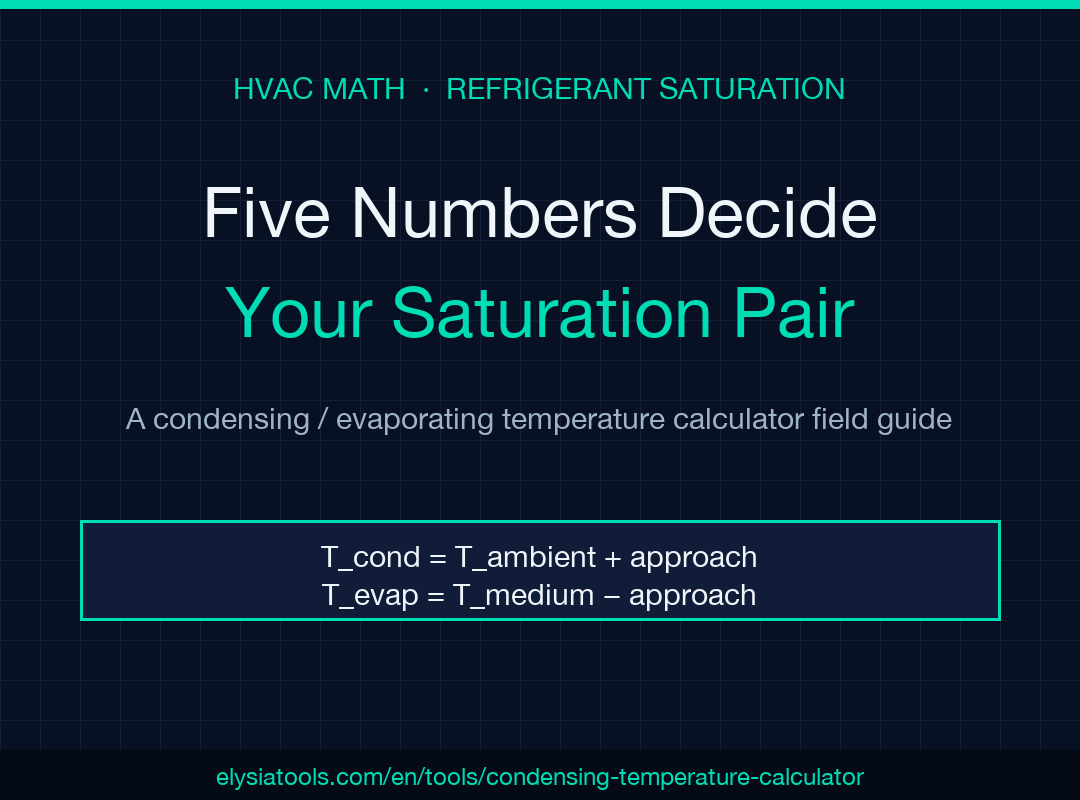 HVAC MATH · REFRIGERANT SATURATION
Five Numbers Decide
Your Saturation Pair
A condensing / evaporating temperature calculator field guide
T_cond = T_ambient + approach
T_evap = T_medium − approach
elysiatools.com/en/tools/condensing-temperature-calculator